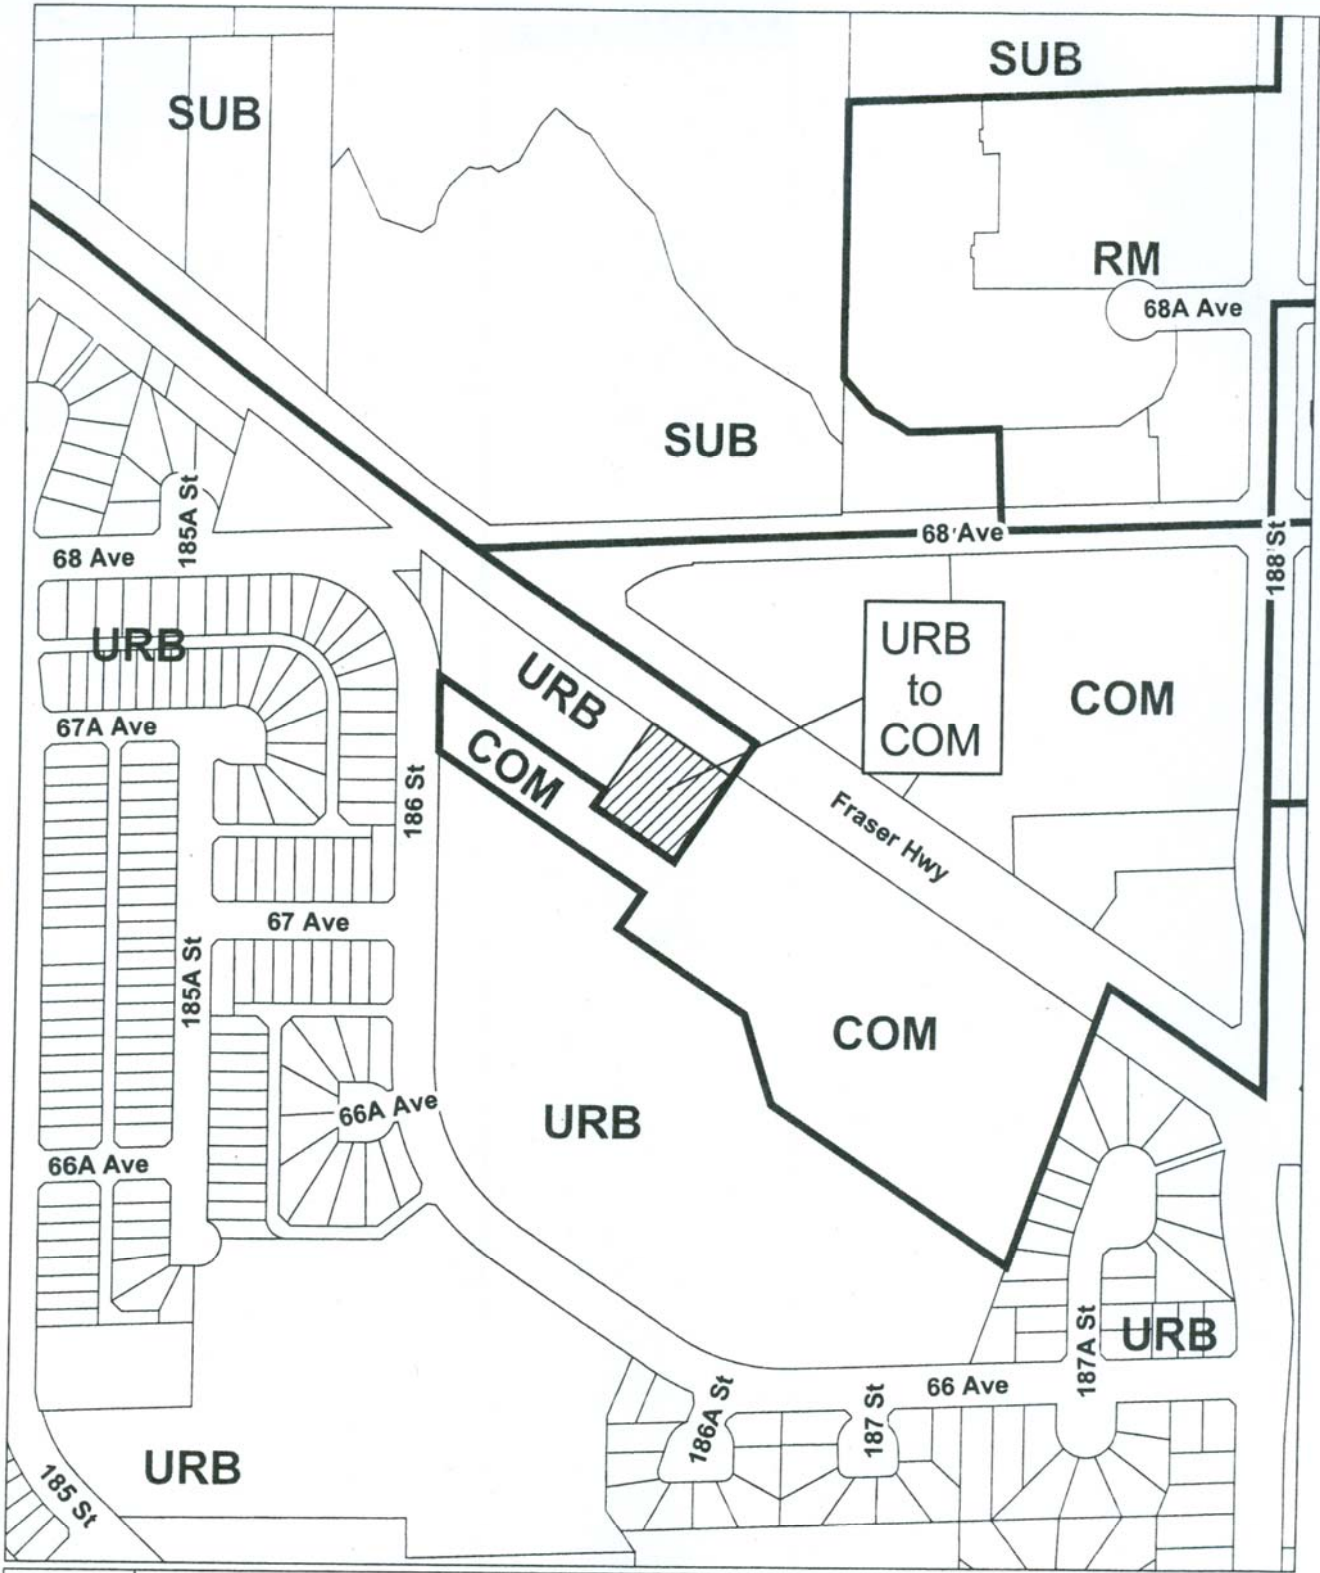 SUB
SUB
RM
68A Ave
SUB
185A St
68 Ave
68 Ave
188 St
URB
URB
to
COM
URB
COM
67A Ave
COM
186 St
Fraser Hwy
67 Ave
185A St
COM
66A Ave
URB
66A Ave
187A St
URB
66 Ave
186A St
187 St
URB
185 St